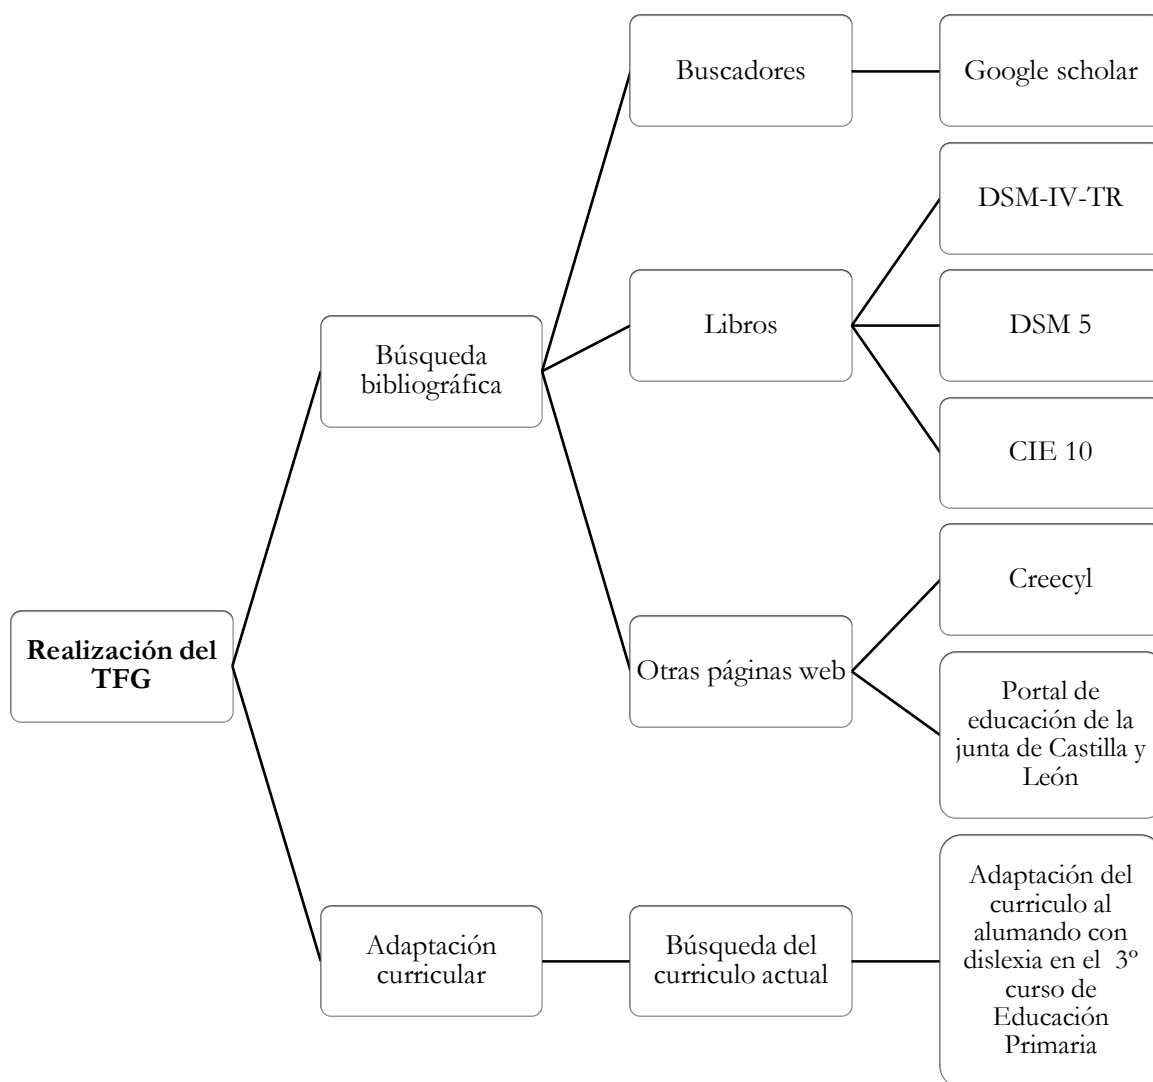 Buscadores
Google scholar
DSM-IV-TR
Libros
DSM 5
Búsqueda
bibliográfica
CIE 10
Creecyl
Realización del
TFG
Otras páginas web
Portal de
educación de la
junta de Castilla y
León
Adaptación
curricular
Búsqueda del
curriculo actual
Adaptación del
curriculo al
alumando con
dislexia en el 3º
curso de
Educación
Primaria